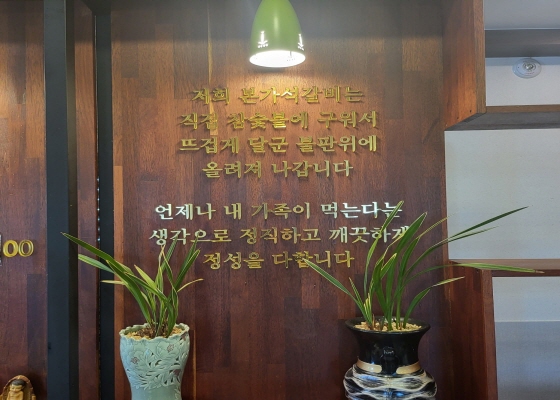 저희 본가석갈비는
직접 참숯불에 구워서
뜨겁게 달군 불판위에
올려져 나갑니다
언제나 내 가족이 먹는다는
생각으로 정직하고 깨끗하게
정성을 다합니다
00